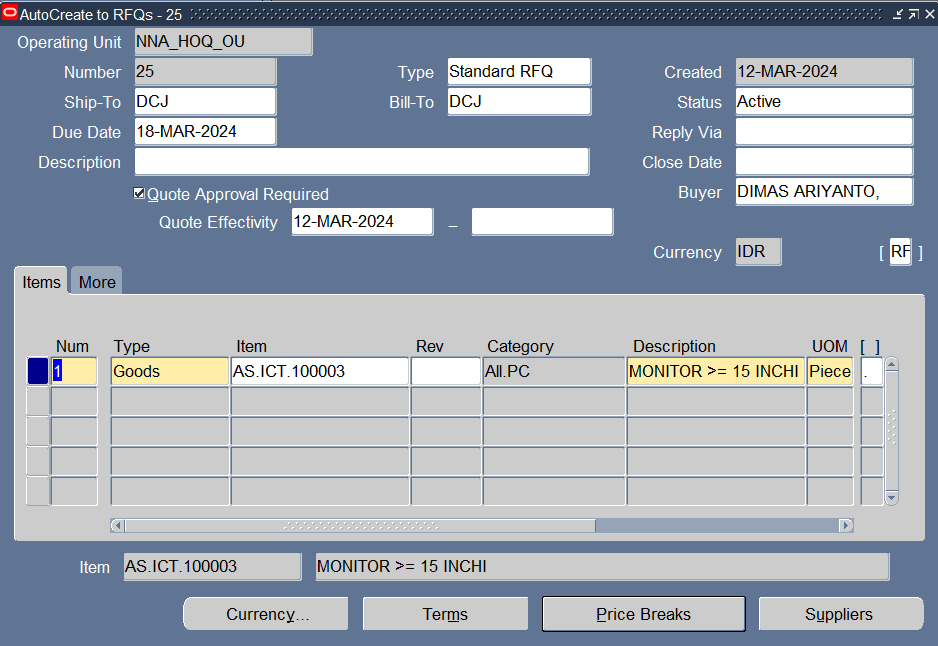 AutoCreate to RFQs - 25
Operating Unit NNA_HOQ_OU
Number 25 Type Standard RFQ Created 12-MAR-2024
Ship-To DCJ Bill-To DCJ Status Active
Due Date 18-MAR-2024 Reply Via
Description Close Date
Quote Approval Required Buyer DIMAS ARIYANTO,
Quote Effectivity 12-MAR-2024 –
Currency IDR [ RF ]
Items More
Num Type Item Rev Category Description UOM [ ]
1 Goods AS.ICT.100003 All.PC MONITOR >= 15 INCHI Piece .
Item AS.ICT.100003 MONITOR >= 15 INCHI
Currency... Terms Price Breaks Suppliers